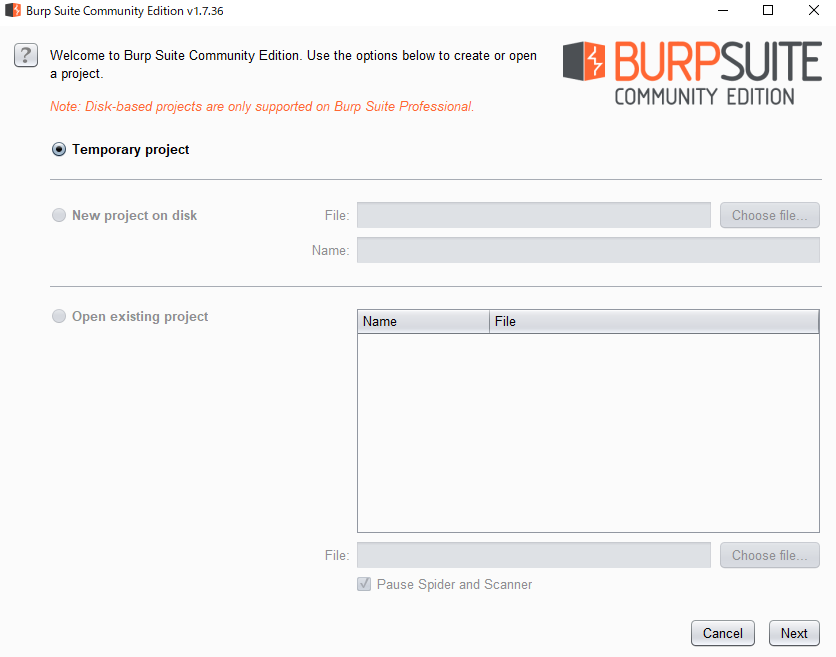 Burp Suite Community Edition v1.7.36
?
Welcome to Burp Suite Community Edition. Use the options below to create or open
a project.
BURPSUITE
COMMUNITY EDITION
Note: Disk-based projects are only supported on Burp Suite Professional.
Temporary project
New project on disk
File:
Choose file...
Name:
Open existing project
Name
File
File:
Choose file...
Pause Spider and Scanner
Cancel
Next